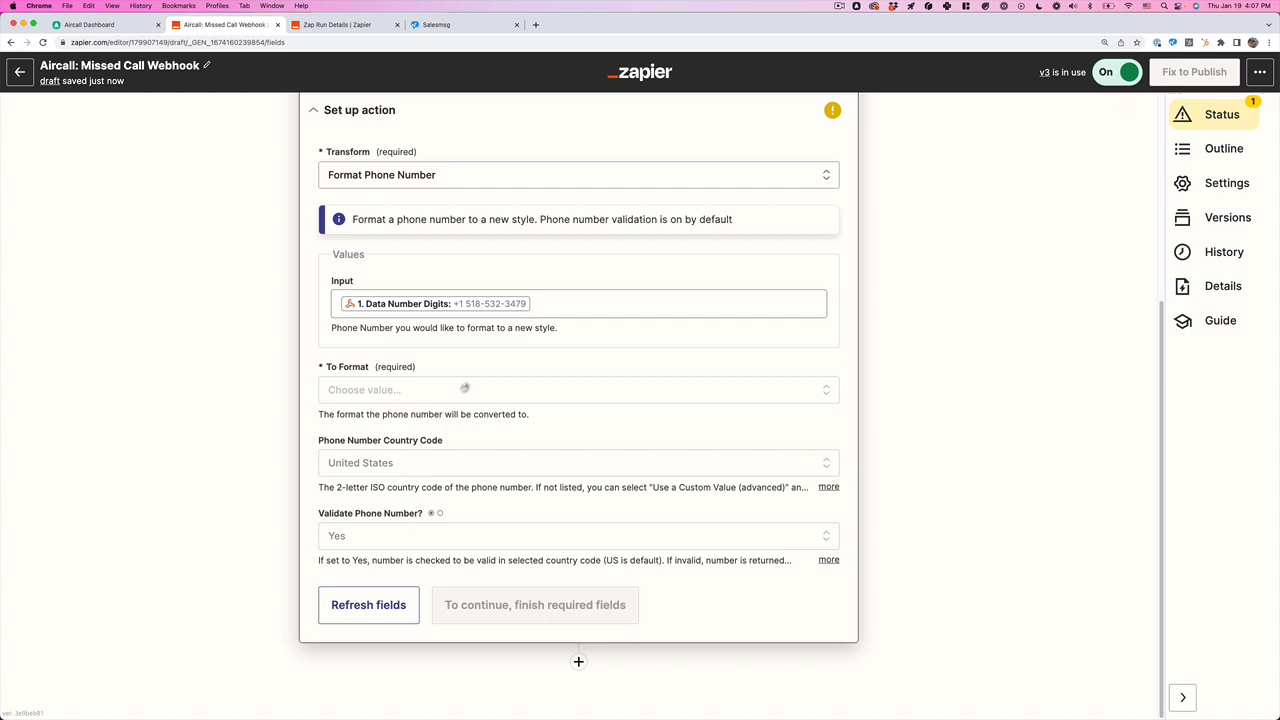 Chrome File Edit View History Bookmarks Profiles Tab Window Help Thu Jan 19 4:07 PM
Aircall Dashboard Aircall: Missed Call Webhook Zap Run Details | Zapier Salesmsg
zapier.com/editor/179907149/draft/_GEN_1674160239854/fields
Aircall: Missed Call Webhook
draft saved just now
_zapier
v3 is in use On Fix to Publish
Set up action
* Transform (required)
Format Phone Number
Format a phone number to a new style. Phone number validation is on by default
Values
Input
1. Data Number Digits: +1 518-532-3479
Phone Number you would like to format to a new style.
* To Format (required)
Choose value...
The format the phone number will be converted to.
Phone Number Country Code
United States
The 2-letter ISO country code of the phone number. If not listed, you can select "Use a Custom Value (advanced)" an... more
Validate Phone Number?
Yes
If set to Yes, number is checked to be valid in selected country code (US is default). If invalid, number is returned... more
Refresh fields To continue, finish required fields
1
Status
Outline
Settings
Versions
History
Details
Guide
ver. 3e9beb81